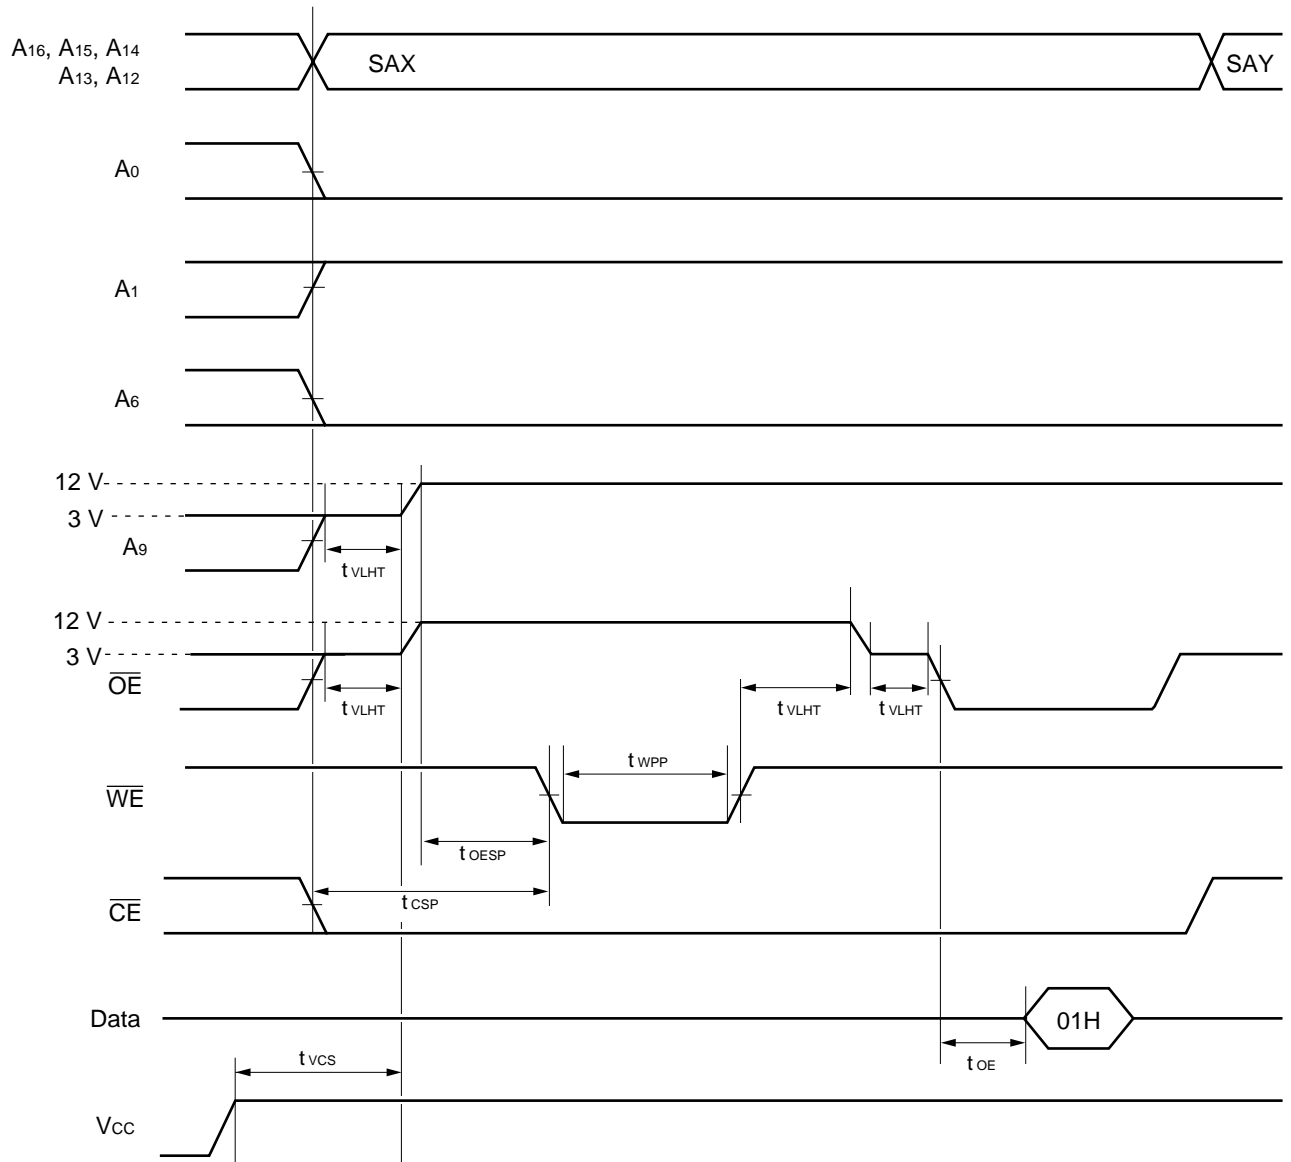 A16, A15, A14
A13, A12
SAX
SAY
A0
A1
A6
12 V
3 V
A9
t VLHT
12 V
3 V
OE
t VLHT
t VLHT
t VLHT
t WPP
WE
t OESP
t CSP
CE
Data
01H
t OE
t VCS
VCC